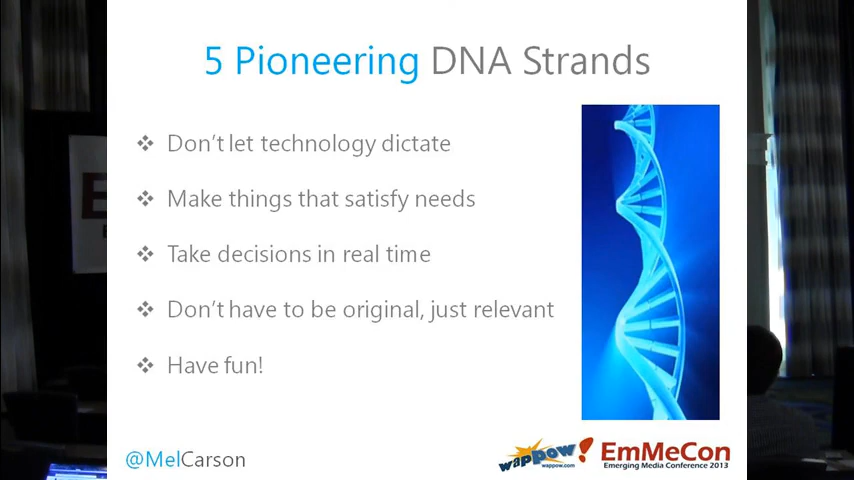 5 Pioneering DNA Strands
Don't let technology dictate
Make things that satisfy needs
Take decisions in real time
Don't have to be original, just relevant
Have fun!
@MelCarson
wappow!
wappow.com
EmMeCon
Emerging Media Conference 2013